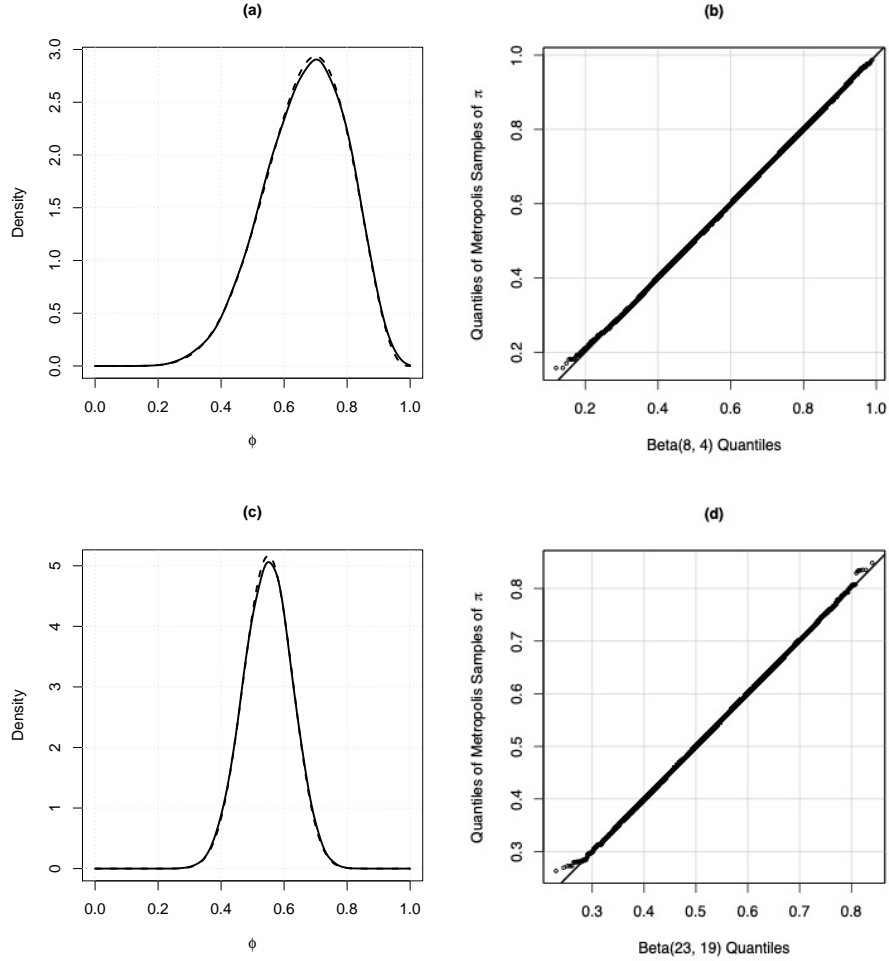 (a)
Density
0.0 0.5 1.0 1.5 2.0 2.5 3.0
0.0 0.2 0.4 0.6 0.8 1.0
ϕ
(b)
Quantiles of Metropolis Samples of π
0.2 0.4 0.6 0.8 1.0
0.2 0.4 0.6 0.8 1.0
Beta(8, 4) Quantiles
(c)
Density
0 1 2 3 4 5
0.0 0.2 0.4 0.6 0.8 1.0
ϕ
(d)
Quantiles of Metropolis Samples of π
0.3 0.4 0.5 0.6 0.7 0.8
0.3 0.4 0.5 0.6 0.7 0.8
Beta(23, 19) Quantiles